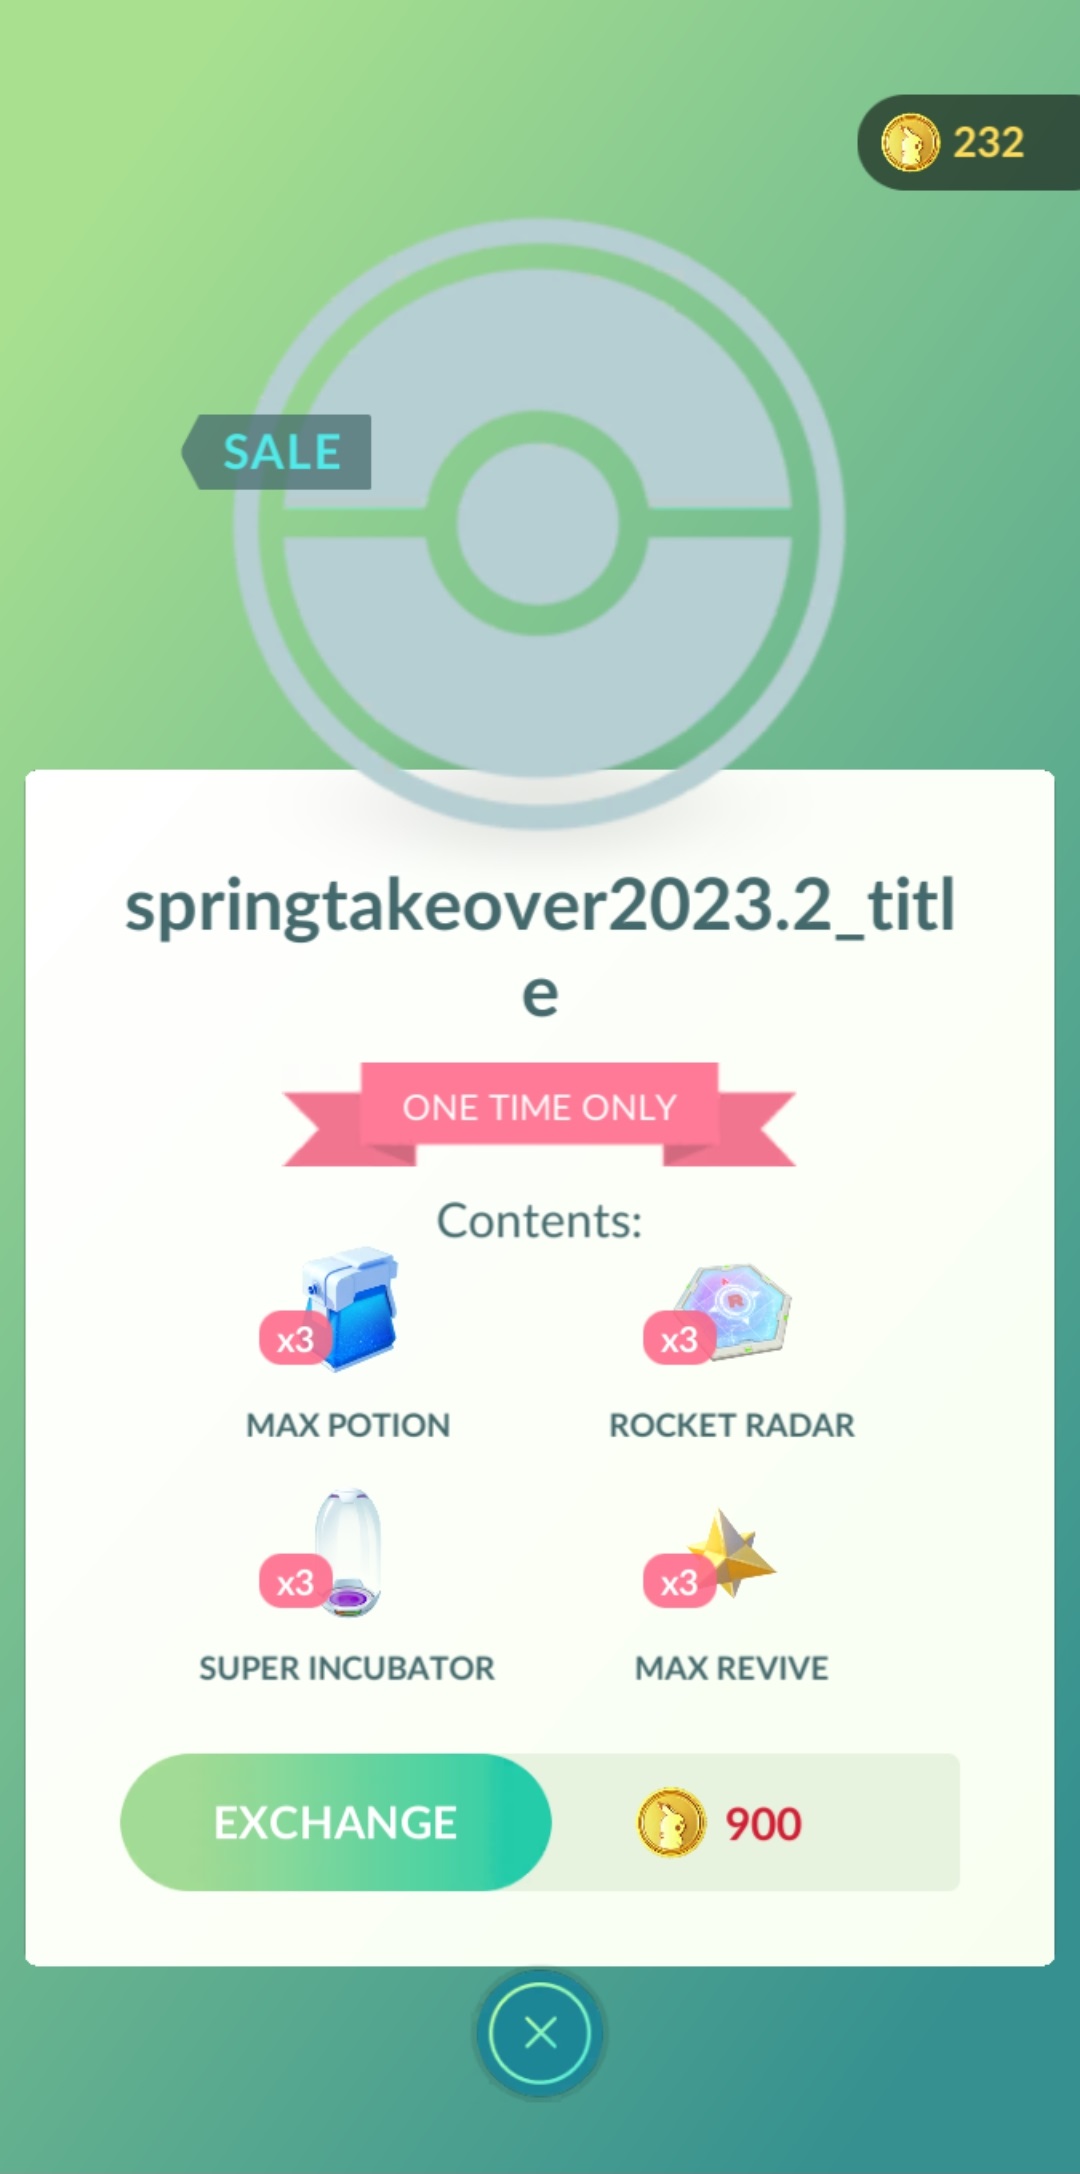 232
SALE
springtakeover2023.2_titl
e
ONE TIME ONLY
Contents:
x3
x3
MAX POTION
ROCKET RADAR
x3
x3
SUPER INCUBATOR
MAX REVIVE
EXCHANGE
900